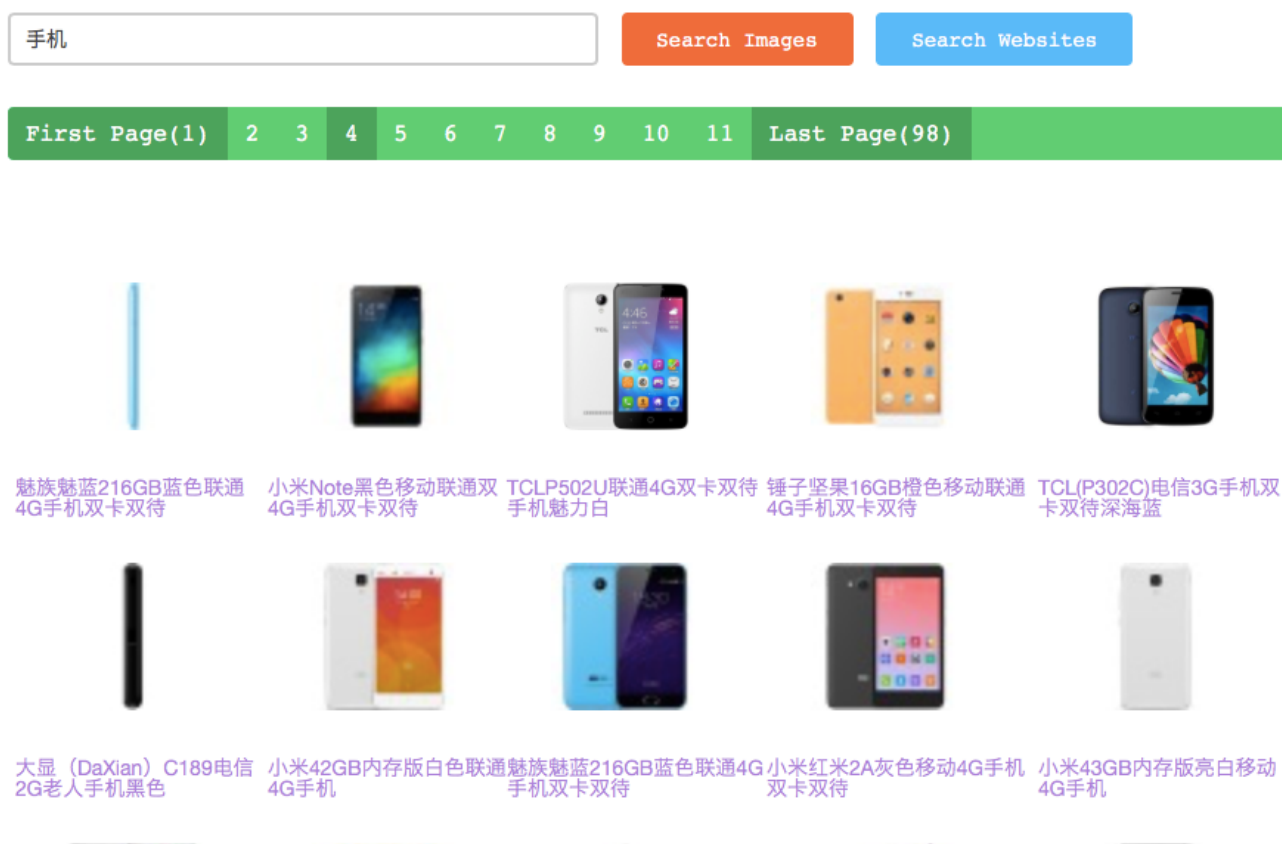 手机
Search Images
Search Websites
First Page(1) 2 3 4 5 6 7 8 9 10 11 Last Page(98)
4:46
TCL
魅族魅蓝216GB蓝色联通
4G手机双卡双待
小米Note黑色移动联通双
4G手机双卡双待
TCLP502U联通4G双卡双待
手机魅力白
锤子坚果16GB橙色移动联通
4G手机双卡双待
TCL(P302C)电信3G手机双
卡双待深海蓝
大显（DaXian）C189电信
2G老人手机黑色
小米42GB内存版白色联通
4G手机
魅族魅蓝216GB蓝色联通4G
手机双卡双待
小米红米2A灰色移动4G手机
双卡双待
小米43GB内存版亮白移动
4G手机